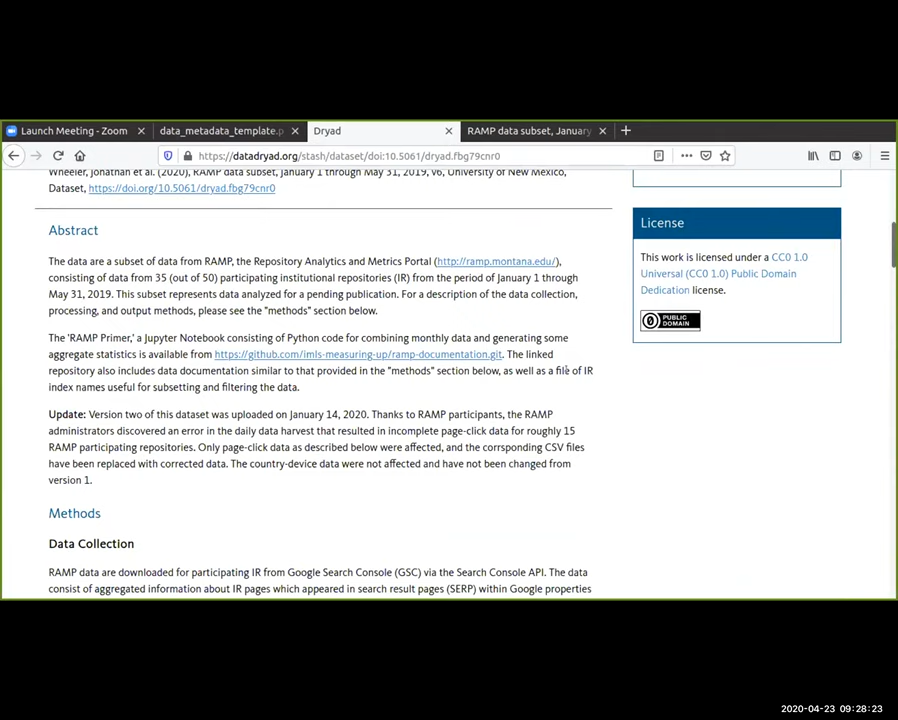 Launch Meeting - Zoom
data_metadata_template.p
Dryad
RAMP data subset, January
https://datadryad.org/stash/dataset/doi:10.5061/dryad.fbg79cnr0
Wheeler, Jonathan et al. (2020), RAMP data subset, January 1 through May 31, 2019, v6, University of New Mexico,
Dataset, https://doi.org/10.5061/dryad.fbg79cnr0
Abstract
The data are a subset of data from RAMP, the Repository Analytics and Metrics Portal (http://ramp.montana.edu/),
consisting of data from 35 (out of 50) participating institutional repositories (IR) from the period of January 1 through
May 31, 2019. This subset represents data analyzed for a pending publication. For a description of the data collection,
processing, and output methods, please see the "methods" section below.
The 'RAMP Primer,' a Jupyter Notebook consisting of Python code for combining monthly data and generating some
aggregate statistics is available from https://github.com/imls-measuring-up/ramp-documentation.git. The linked
repository also includes data documentation similar to that provided in the "methods" section below, as well as a file of IR
index names useful for subsetting and filtering the data.
Update: Version two of this dataset was uploaded on January 14, 2020. Thanks to RAMP participants, the RAMP
administrators discovered an error in the daily data harvest that resulted in incomplete page-click data for roughly 15
RAMP participating repositories. Only page-click data as described below were affected, and the corrsponding CSV files
have been replaced with corrected data. The country-device data were not affected and have not been changed from
version 1.
Methods
Data Collection
RAMP data are downloaded for participating IR from Google Search Console (GSC) via the Search Console API. The data
consist of aggregated information about IR pages which appeared in search result pages (SERP) within Google properties
License
This work is licensed under a CC0 1.0
Universal (CC0 1.0) Public Domain
Dedication license.
PUBLIC
DOMAIN
2020-04-23 09:28:23